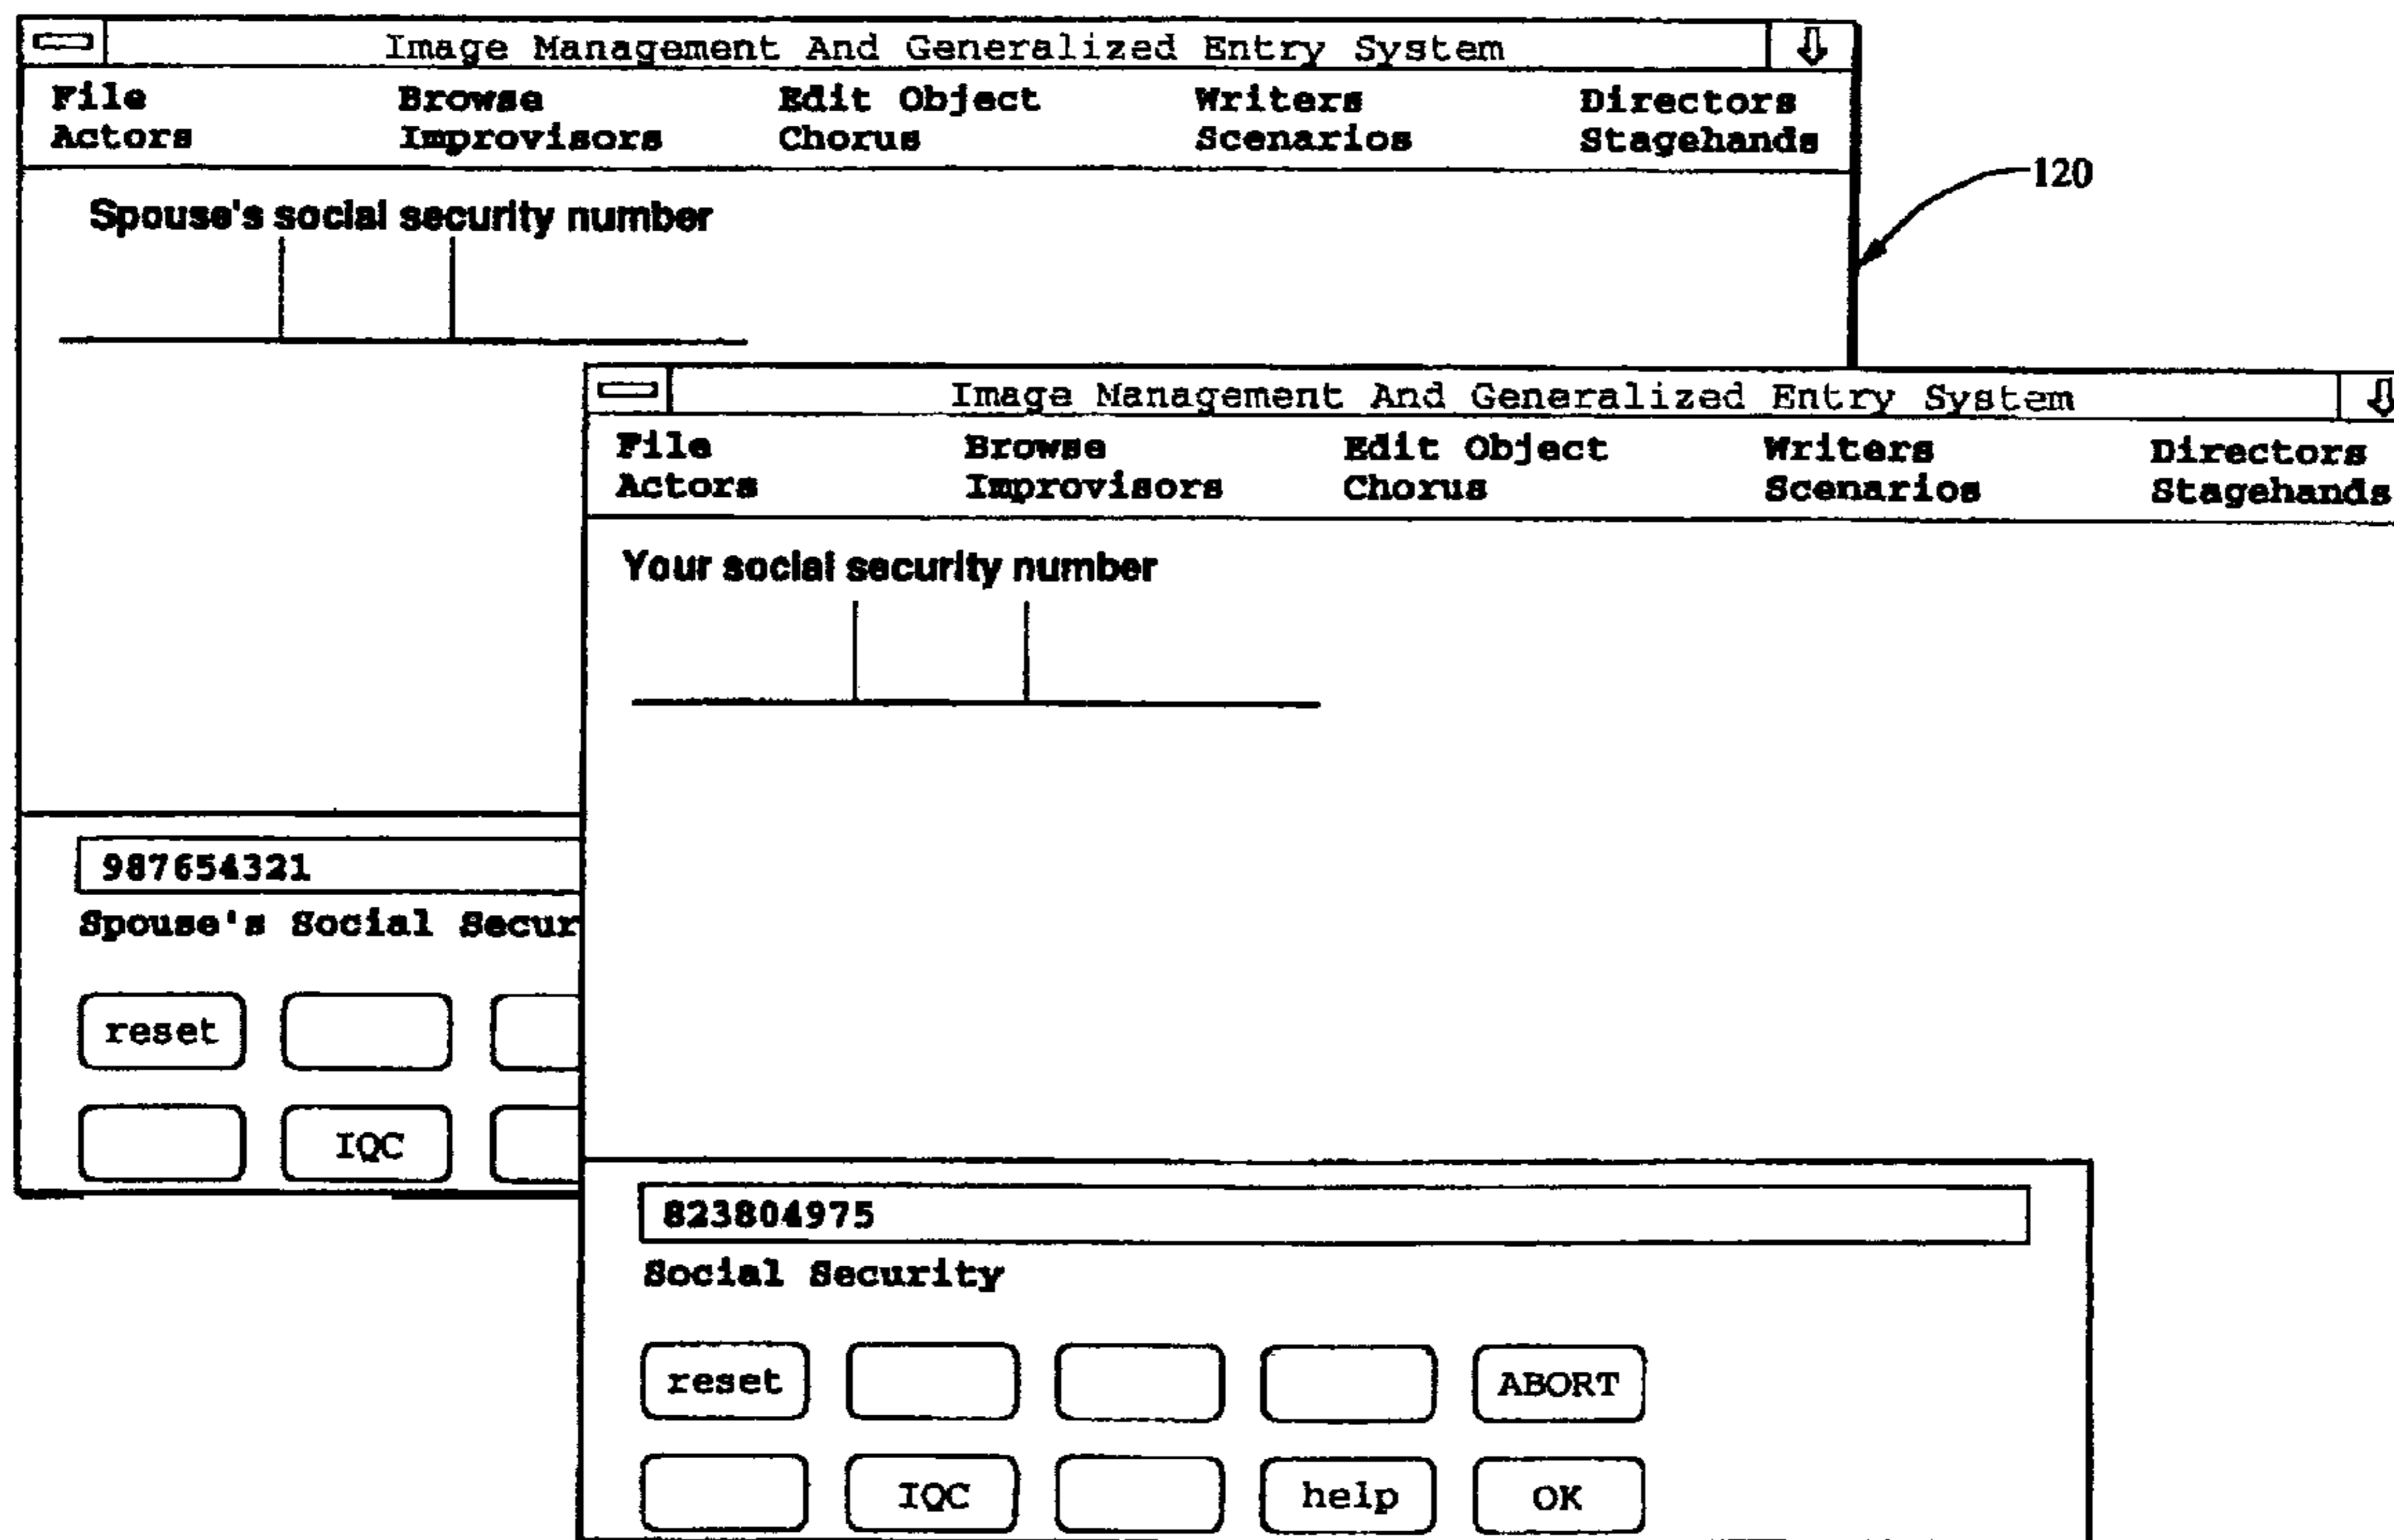 Image Management And Generalized Entry System
File Browse Edit Object Writers Directors
Actors Improvisors Chorus Scenarios Stagehands
120
Spouse's social security number
987654321
Spouse's Social Secur
reset
IQC
Image Management And Generalized Entry System
File Browse Edit Object Writers Directors
Actors Improvisors Chorus Scenarios Stagehands
Your social security number
823804975
Social Security
reset ABORT
IQC help OK